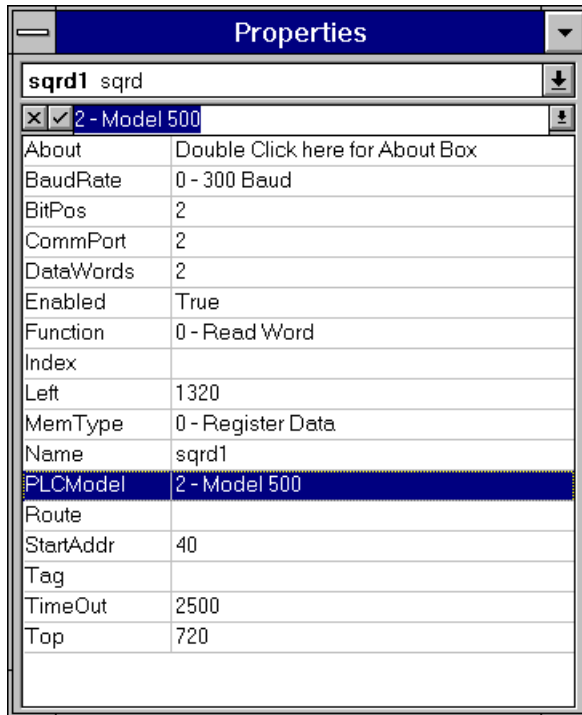 Properties
sqrd1 sqrd
2 - Model 500
About Double Click here for About Box
BaudRate 0 - 300 Baud
BitPos 2
CommPort 2
DataWords 2
Enabled True
Function 0 - Read Word
Index
Left 1320
MemType 0 - Register Data
Name sqrd1
PLCModel 2 - Model 500
Route
StartAddr 40
Tag
TimeOut 2500
Top 720